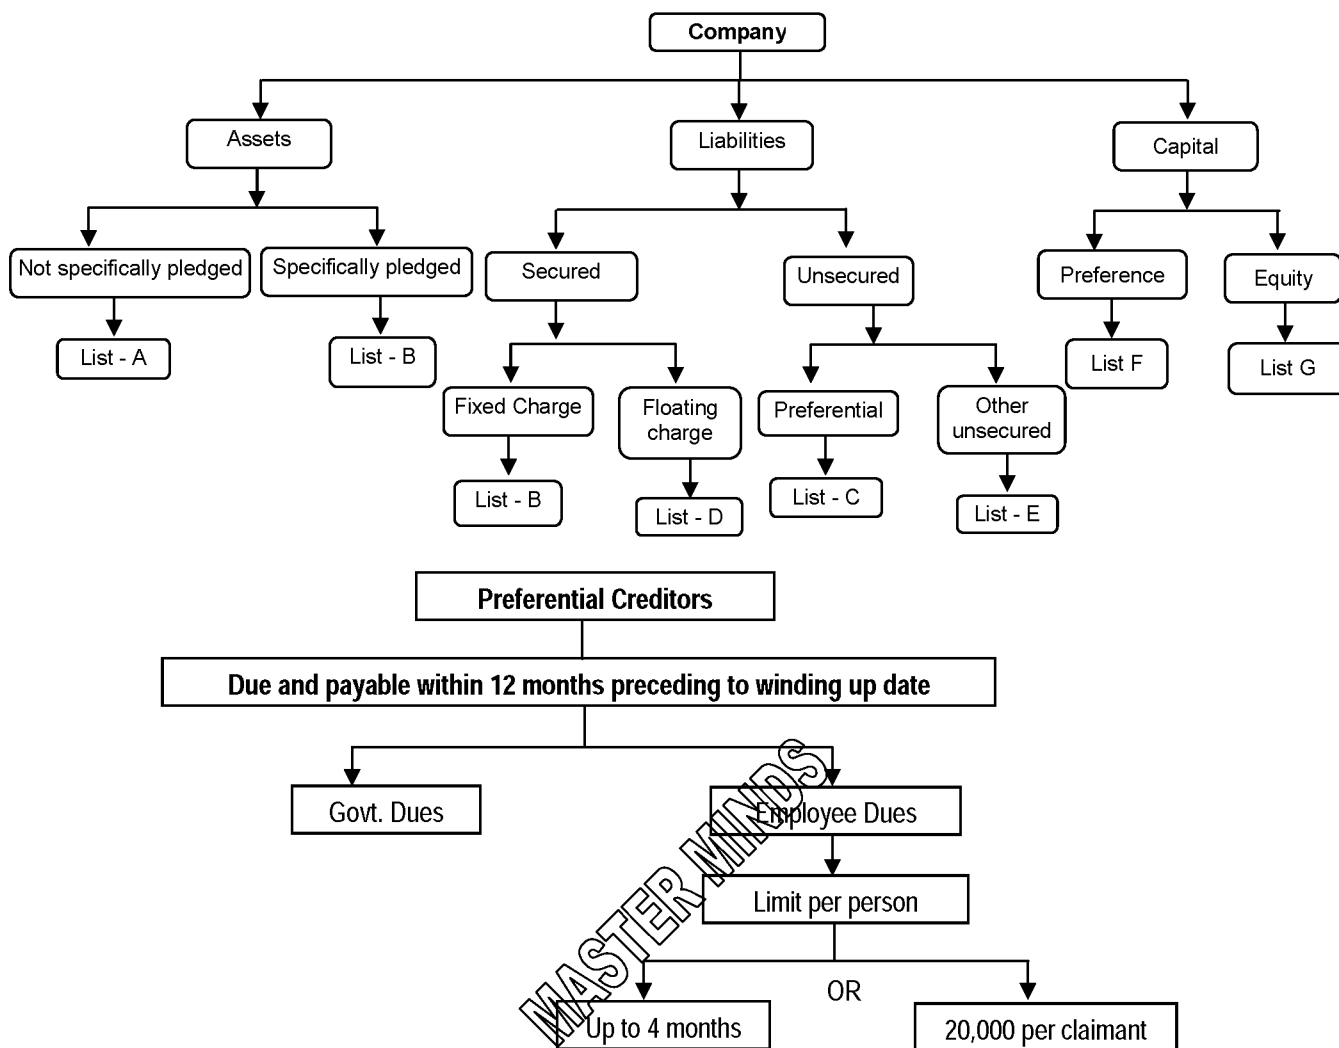 Company
Assets
Liabilities
Capital
Not specifically pledged
Specifically pledged
Secured
Unsecured
Preference
Equity
List - A
List - B
List F
List G
Fixed Charge
Floating
charge
Preferential
Other
unsecured
List - B
List - D
List - C
List - E
Preferential Creditors
Due and payable within 12 months preceding to winding up date
Govt. Dues
Employee Dues
Limit per person
OR
Up to 4 months
20,000 per claimant
MASTER MINDS